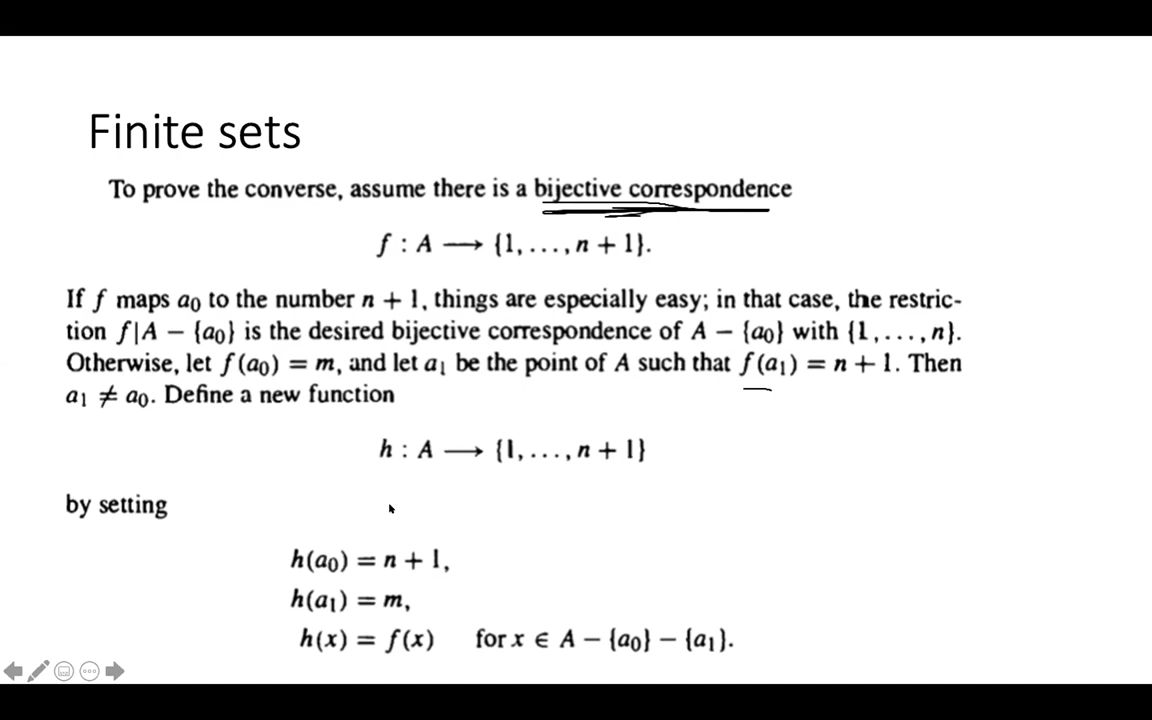 Finite sets
To prove the converse, assume there is a bijective correspondence
f : A ⟶ {1, . . . , n + 1}.
If f maps a₀ to the number n + 1, things are especially easy; in that case, the restric-
tion f|A − {a₀} is the desired bijective correspondence of A − {a₀} with {1, . . . , n}.
Otherwise, let f(a₀) = m, and let a₁ be the point of A such that f(a₁) = n + 1. Then
a₁ ≠ a₀. Define a new function
h : A ⟶ {1, . . . , n + 1}
by setting
h(a₀) = n + 1,
h(a₁) = m,
h(x) = f(x) for x ∈ A − {a₀} − {a₁}.